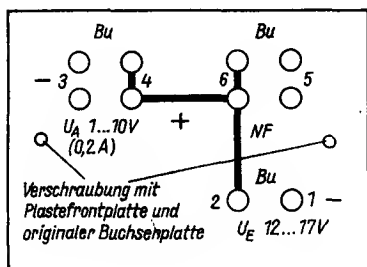 Bu Bu
– 3 4 6 5
U_A 1...10V + NF
(0,2 A)
Bu
Verschraubung mit
Plastefrontplatte und
originaler Buchsenplatte
2 1 –
U_E 12...17V